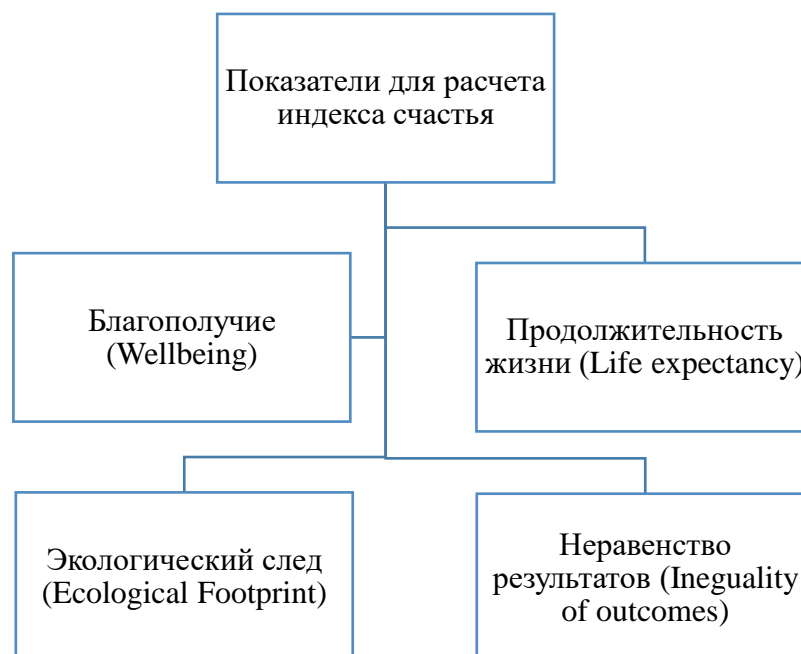 Показатели для расчета
индекса счастья
Благополучие
(Wellbeing)
Продолжительность
жизни (Life expectancy)
Экологический след
(Ecological Footprint)
Неравенство
результатов (Ineguality
of outcomes)